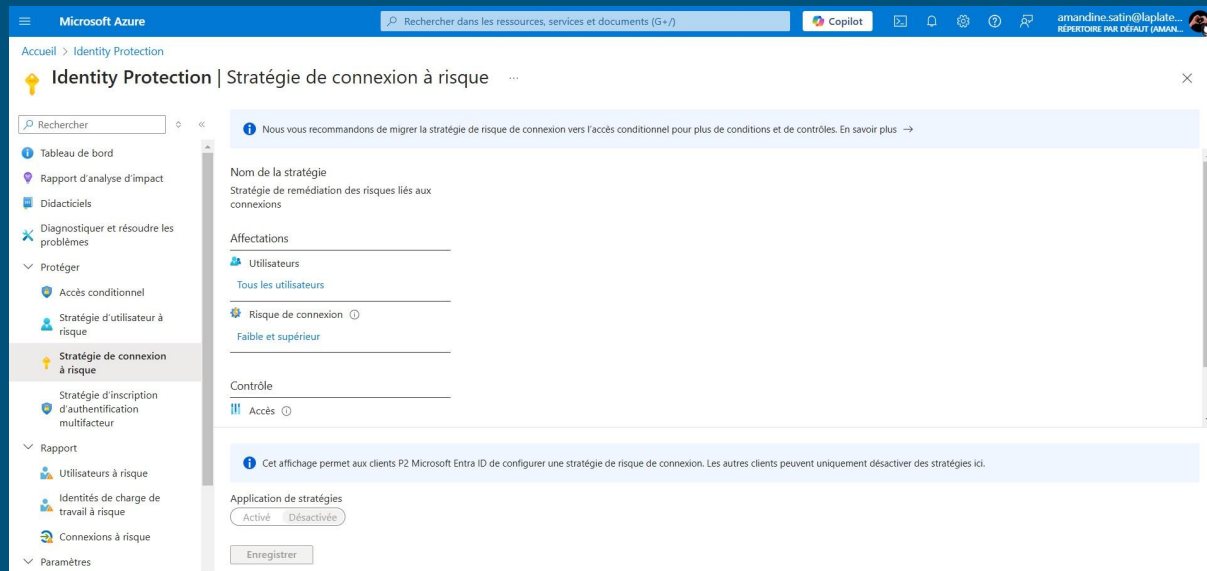 Microsoft Azure
Rechercher dans les ressources, services et documents (G+/)
Copilot
amandine.satin@laplate...
RÉPERTOIRE PAR DÉFAUT (AMAN...
Accueil > Identity Protection
Identity Protection | Stratégie de connexion à risque ...
Rechercher
Nous vous recommandons de migrer la stratégie de risque de connexion vers l'accès conditionnel pour plus de conditions et de contrôles. En savoir plus →
Tableau de bord
Rapport d'analyse d'impact
Didacticiels
Diagnostiquer et résoudre les
problèmes
Protéger
Accès conditionnel
Stratégie d'utilisateur à
risque
Stratégie de connexion
à risque
Stratégie d'inscription
d'authentification
multifacteur
Rapport
Utilisateurs à risque
Identités de charge de
travail à risque
Connexions à risque
Paramètres
Nom de la stratégie
Stratégie de remédiation des risques liés aux
connexions
Affectations
Utilisateurs
Tous les utilisateurs
Risque de connexion
Faible et supérieur
Contrôle
Accès
Cet affichage permet aux clients P2 Microsoft Entra ID de configurer une stratégie de risque de connexion. Les autres clients peuvent uniquement désactiver des stratégies ici.
Application de stratégies
Activé Désactivée
Enregistrer